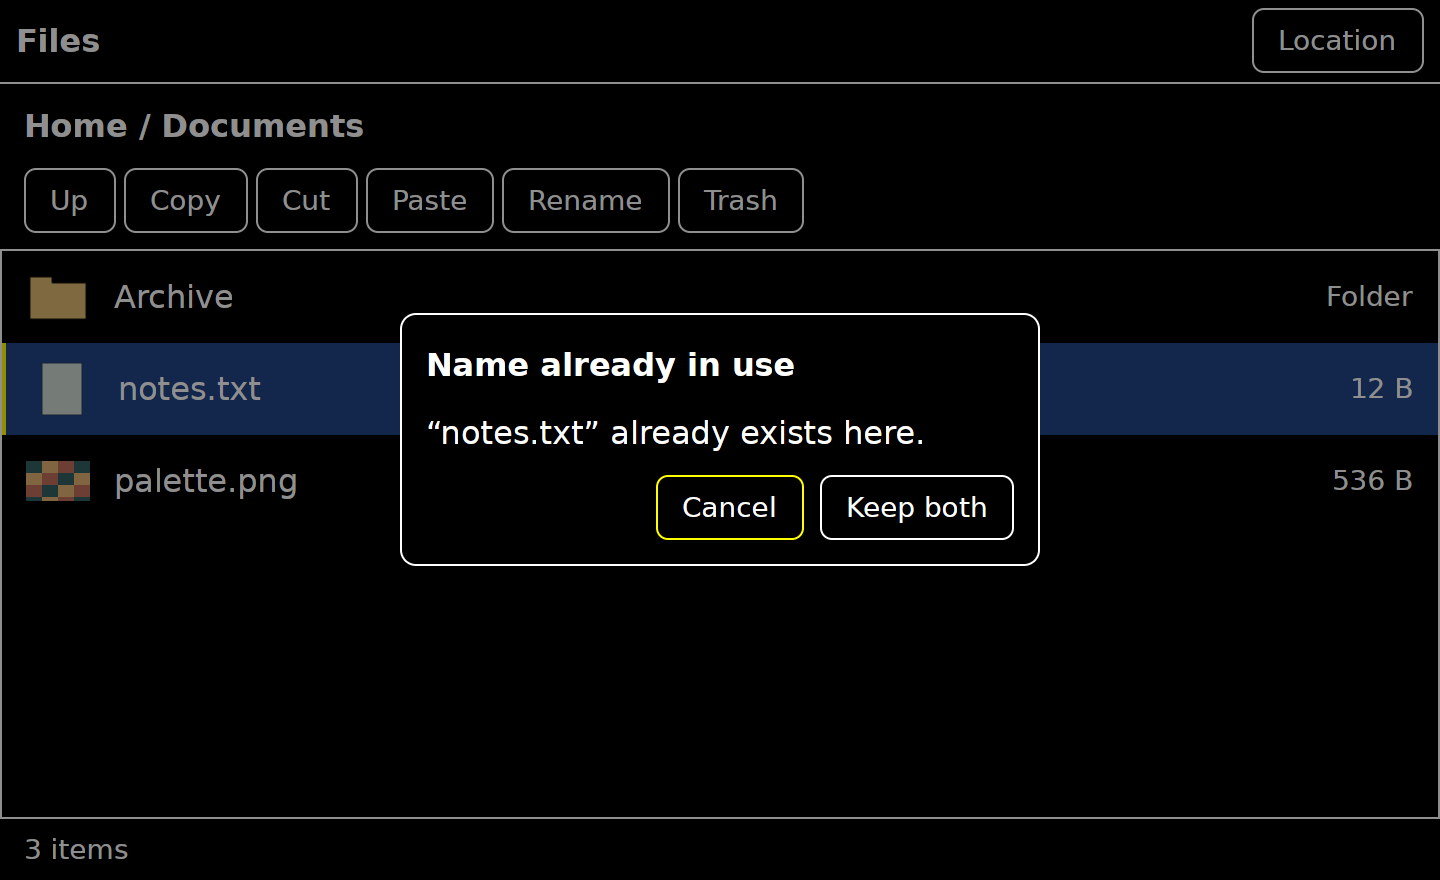 Files
Location
Home / Documents
Up Copy Cut Paste Rename Trash
Archive Folder
notes.txt 12 B
palette.png 536 B
Name already in use
“notes.txt” already exists here.
Cancel Keep both
3 items